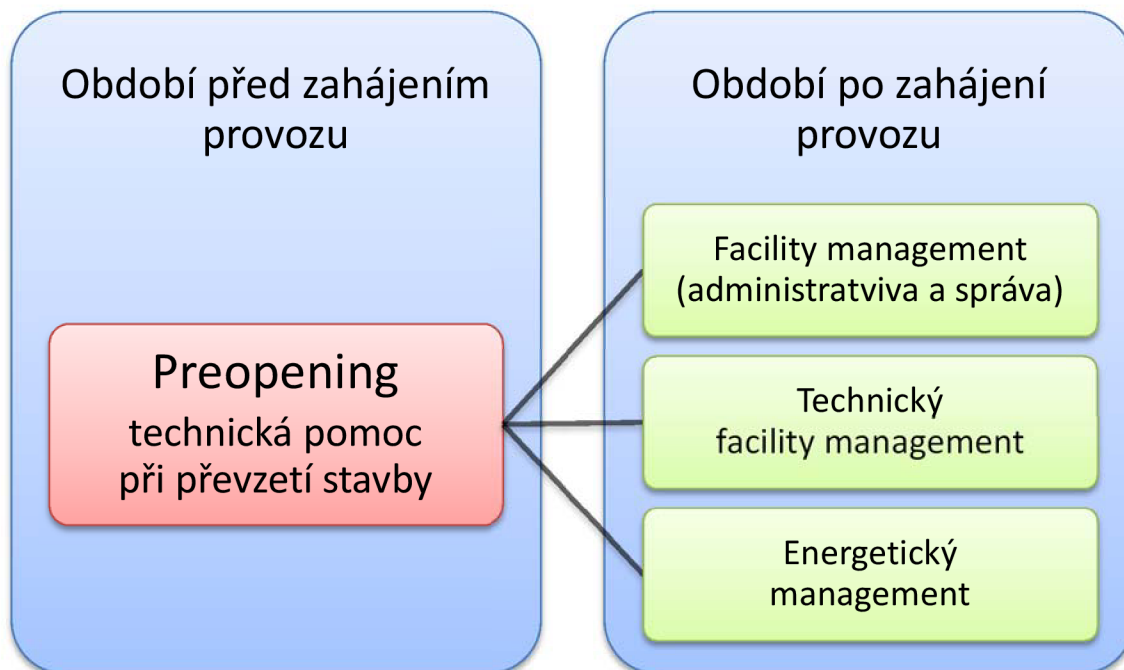 Období před zahájením
provozu
Preopening
technická pomoc
při převzetí stavby
Období po zahájení
provozu
Facility management
(administratviva a správa)
Technický
facility management
Energetický
management